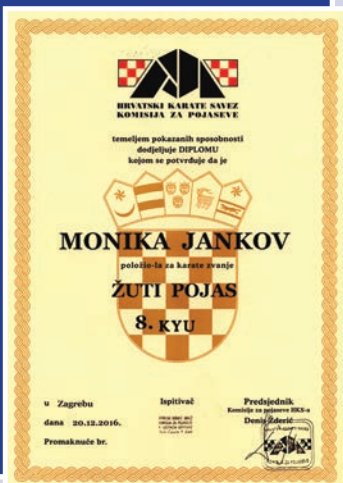 HRVATSKI KARATE SAVEZ
KOMISIJA ZA POJASEVE
temeljem pokazanih sposobnosti
dodjeljuje DIPLOMU
kojom se potvrđuje da je
MONIKA JANKOV
položio-la za karate zvanje
ŽUTI POJAS
8. KYU
u Zagrebu
Ispitivač
Predsjednik
Komisije za pojaseve HKS-a
Denis Žderić
dana 20.12.2016.
Promaknuće br.